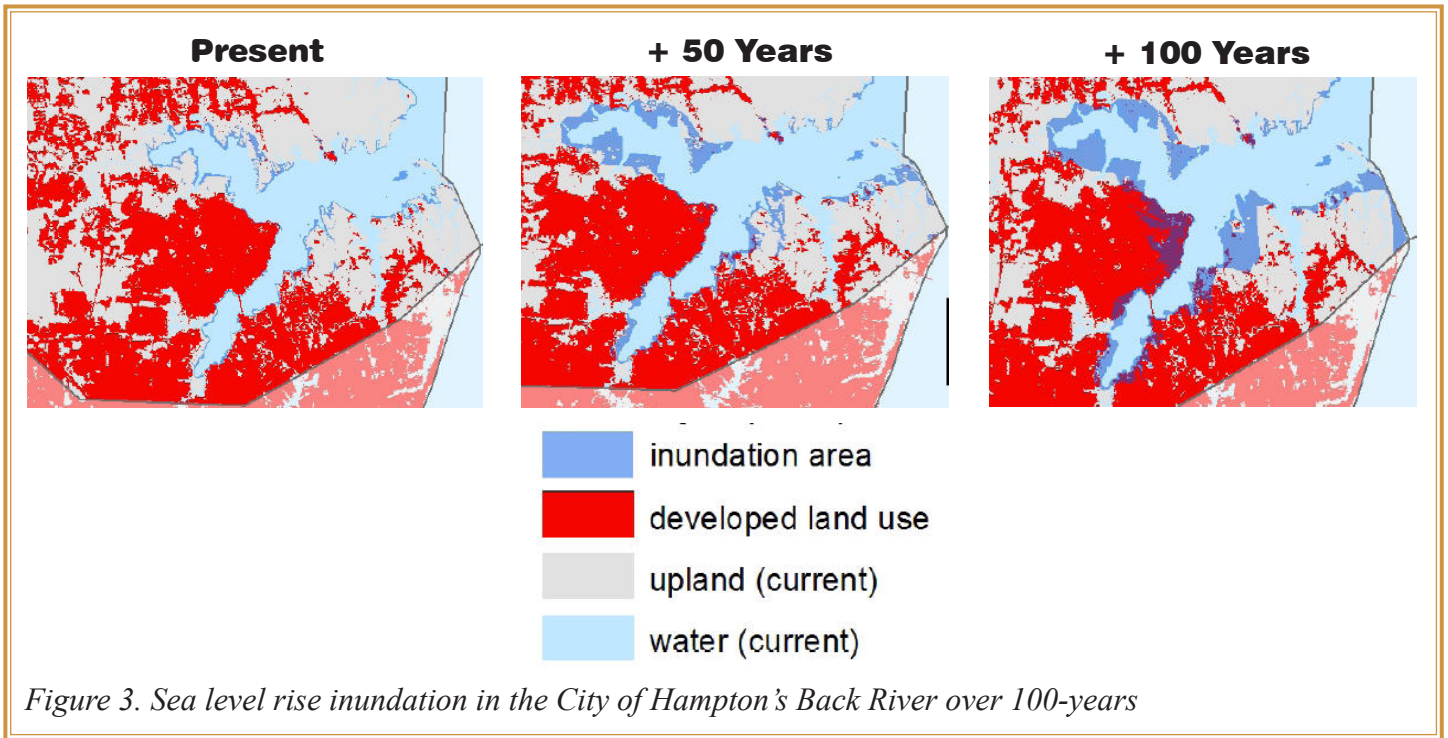 Present
+ 50 Years
+ 100 Years
inundation area
developed land use
upland (current)
water (current)
Figure 3. Sea level rise inundation in the City of Hampton's Back River over 100-years